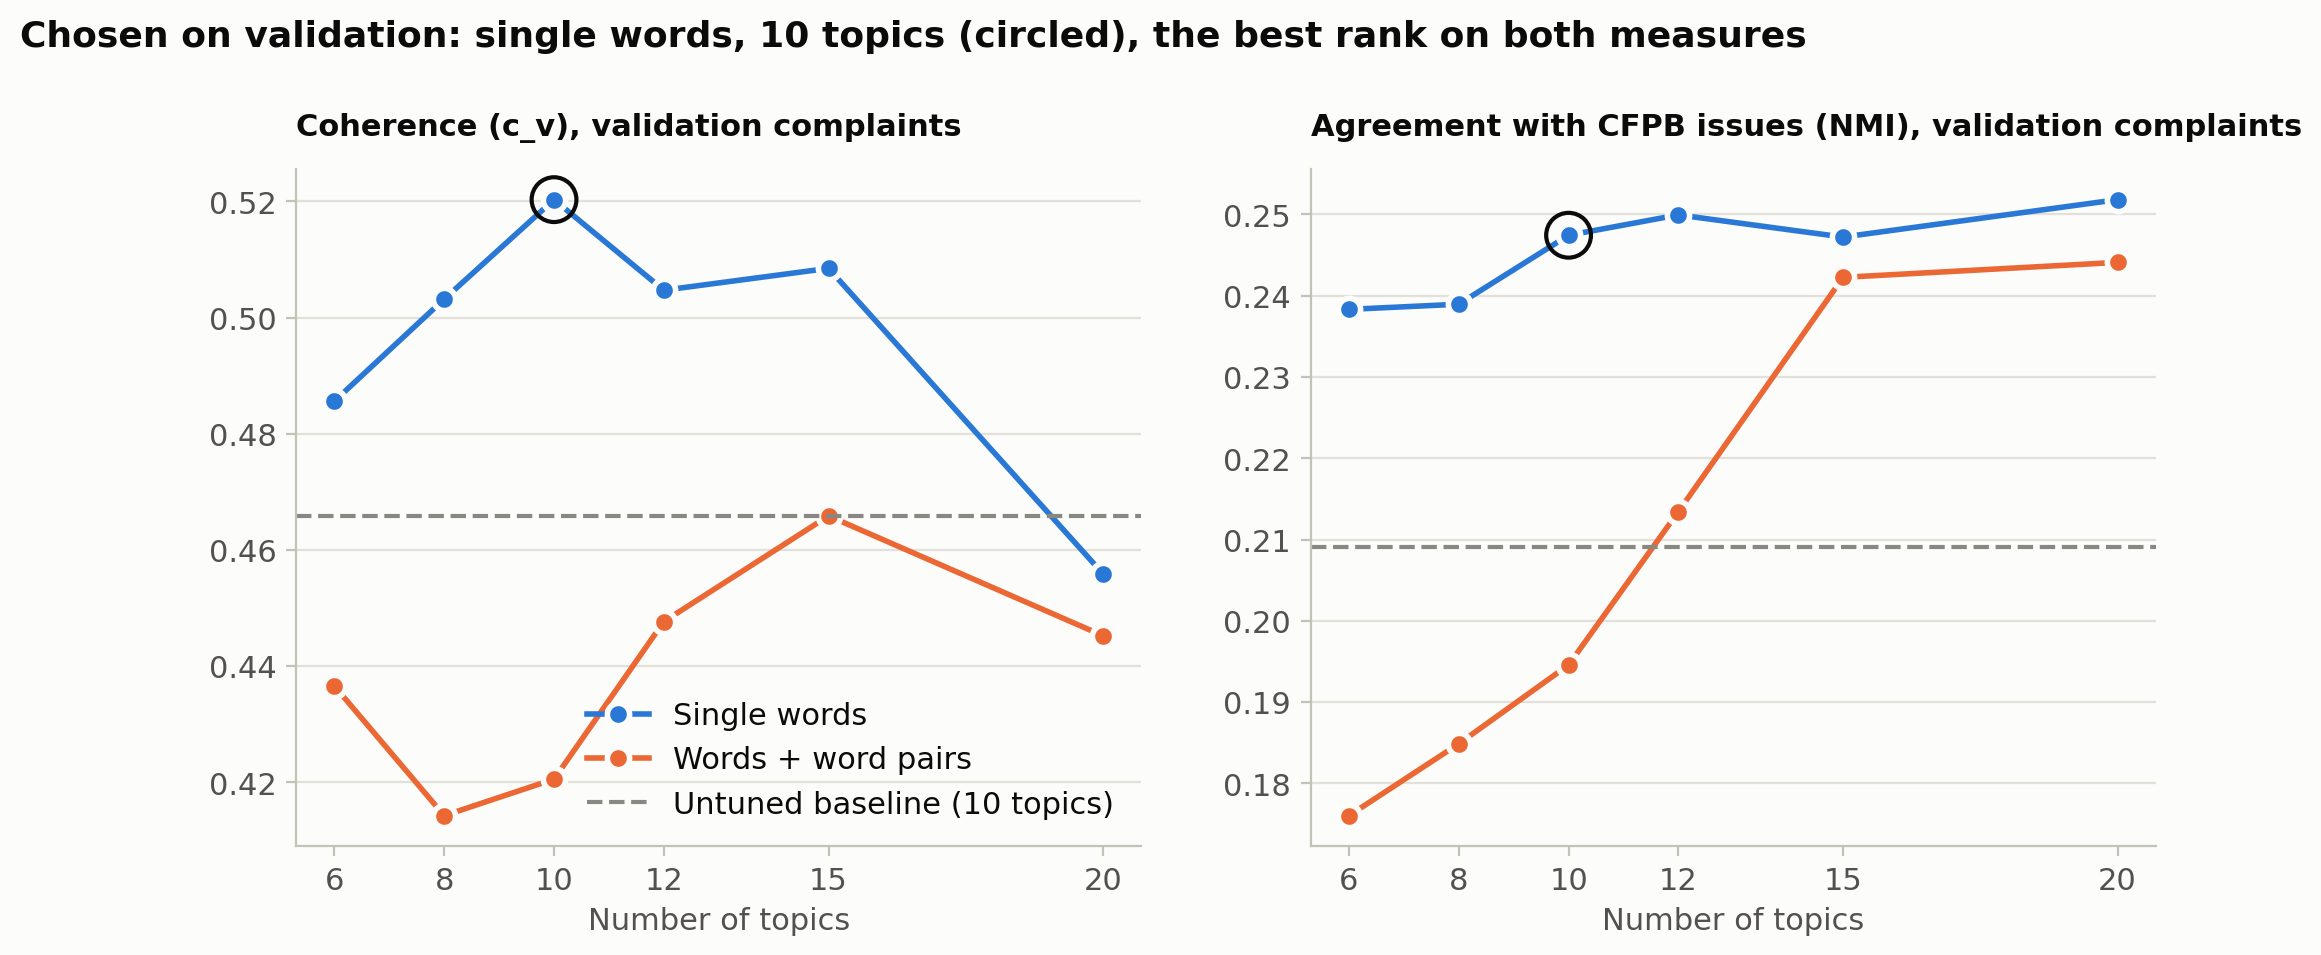 Chosen on validation: single words, 10 topics (circled), the best rank on both measures
Coherence (c_v), validation complaints
0.52
0.50
0.48
0.46
0.44
0.42
Single words
Words + word pairs
Untuned baseline (10 topics)
6 8 10 12 15 20
Number of topics
Agreement with CFPB issues (NMI), validation complaints
0.25
0.24
0.23
0.22
0.21
0.20
0.19
0.18
6 8 10 12 15 20
Number of topics